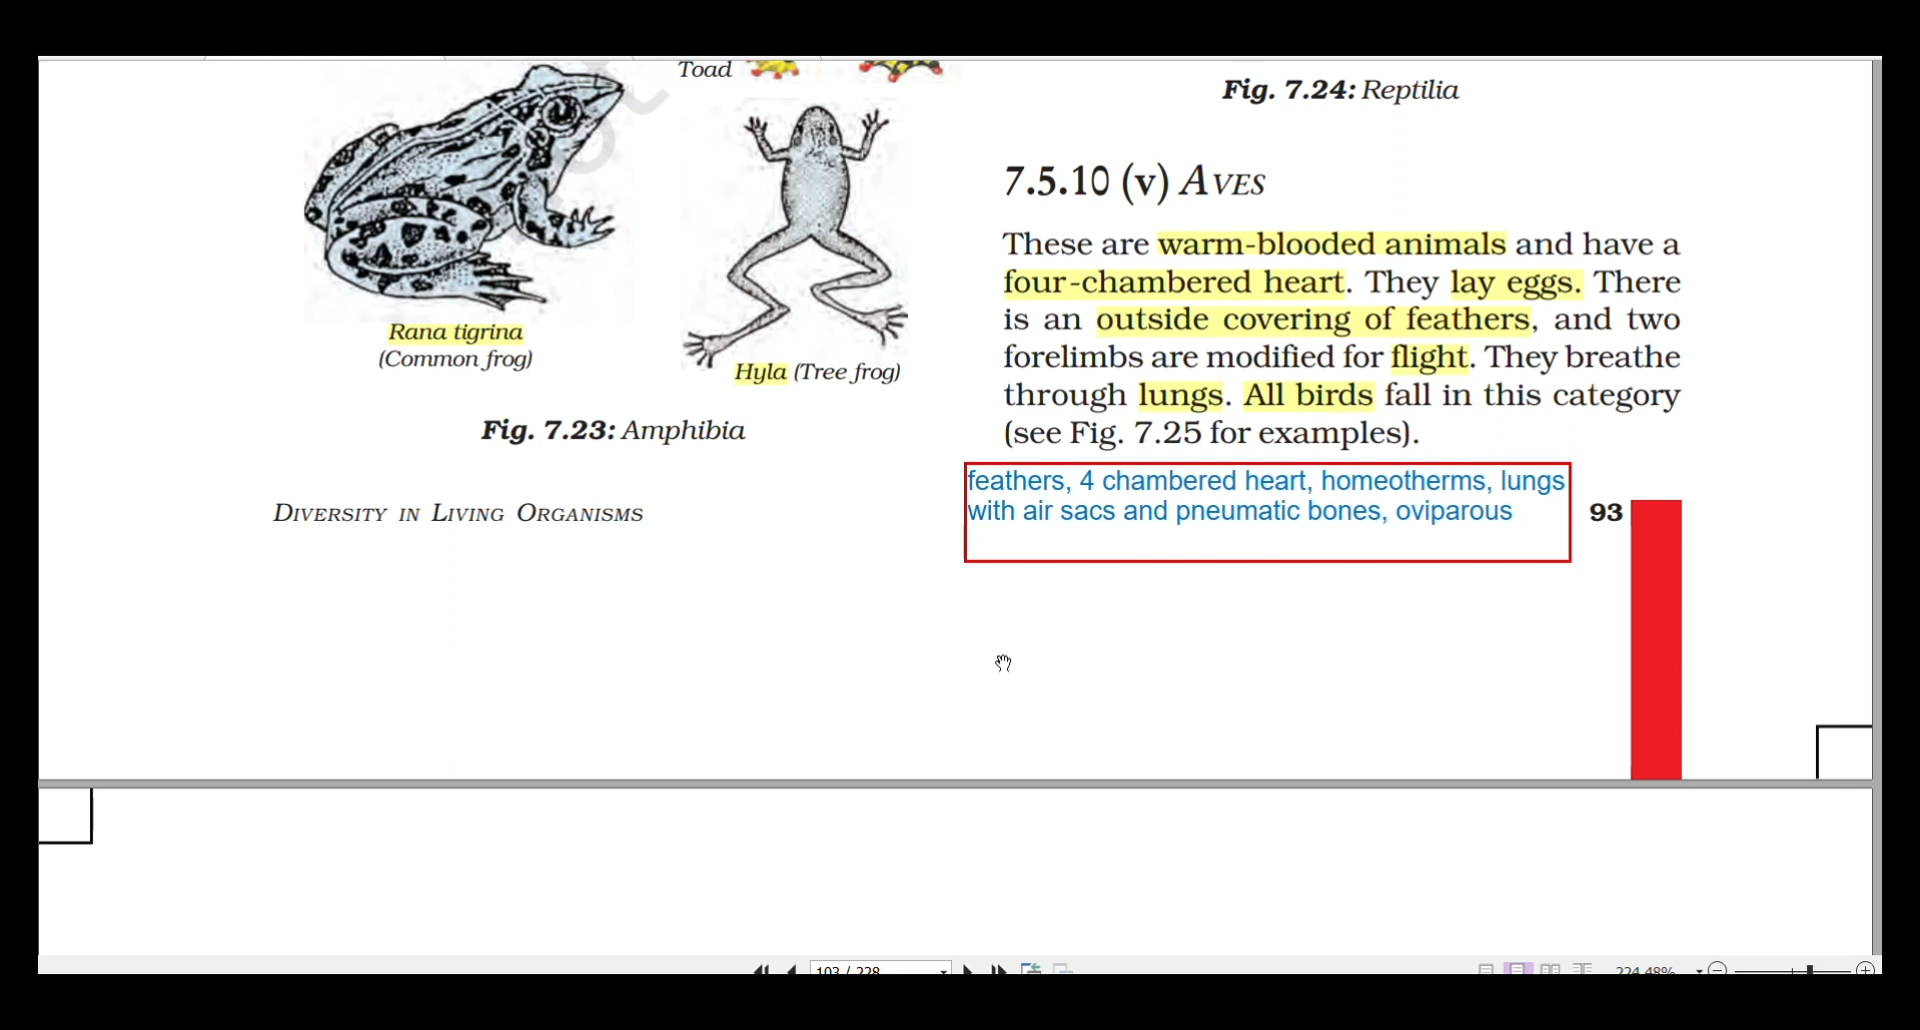 Toad
Rana tigrina
(Common frog)
Hyla (Tree frog)
Fig. 7.23: Amphibia
DIVERSITY IN LIVING ORGANISMS
Fig. 7.24: Reptilia
7.5.10 (v) AVES
These are warm-blooded animals and have a
four-chambered heart. They lay eggs. There
is an outside covering of feathers, and two
forelimbs are modified for flight. They breathe
through lungs. All birds fall in this category
(see Fig. 7.25 for examples).
feathers, 4 chambered heart, homeotherms, lungs
with air sacs and pneumatic bones, oviparous
93
103 / 228
224.48%